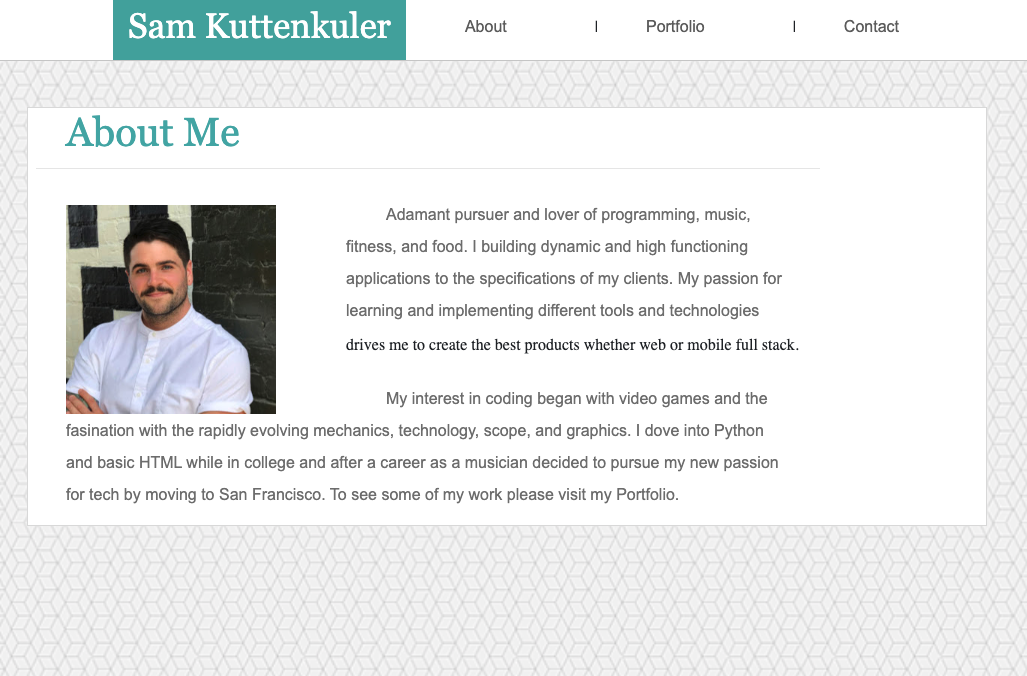 Sam Kuttenkuler
About | Portfolio | Contact
About Me
Adamant pursuer and lover of programming, music,
fitness, and food. I building dynamic and high functioning
applications to the specifications of my clients. My passion for
learning and implementing different tools and technologies
drives me to create the best products whether web or mobile full stack.
My interest in coding began with video games and the
fasination with the rapidly evolving mechanics, technology, scope, and graphics. I dove into Python
and basic HTML while in college and after a career as a musician decided to pursue my new passion
for tech by moving to San Francisco. To see some of my work please visit my Portfolio.